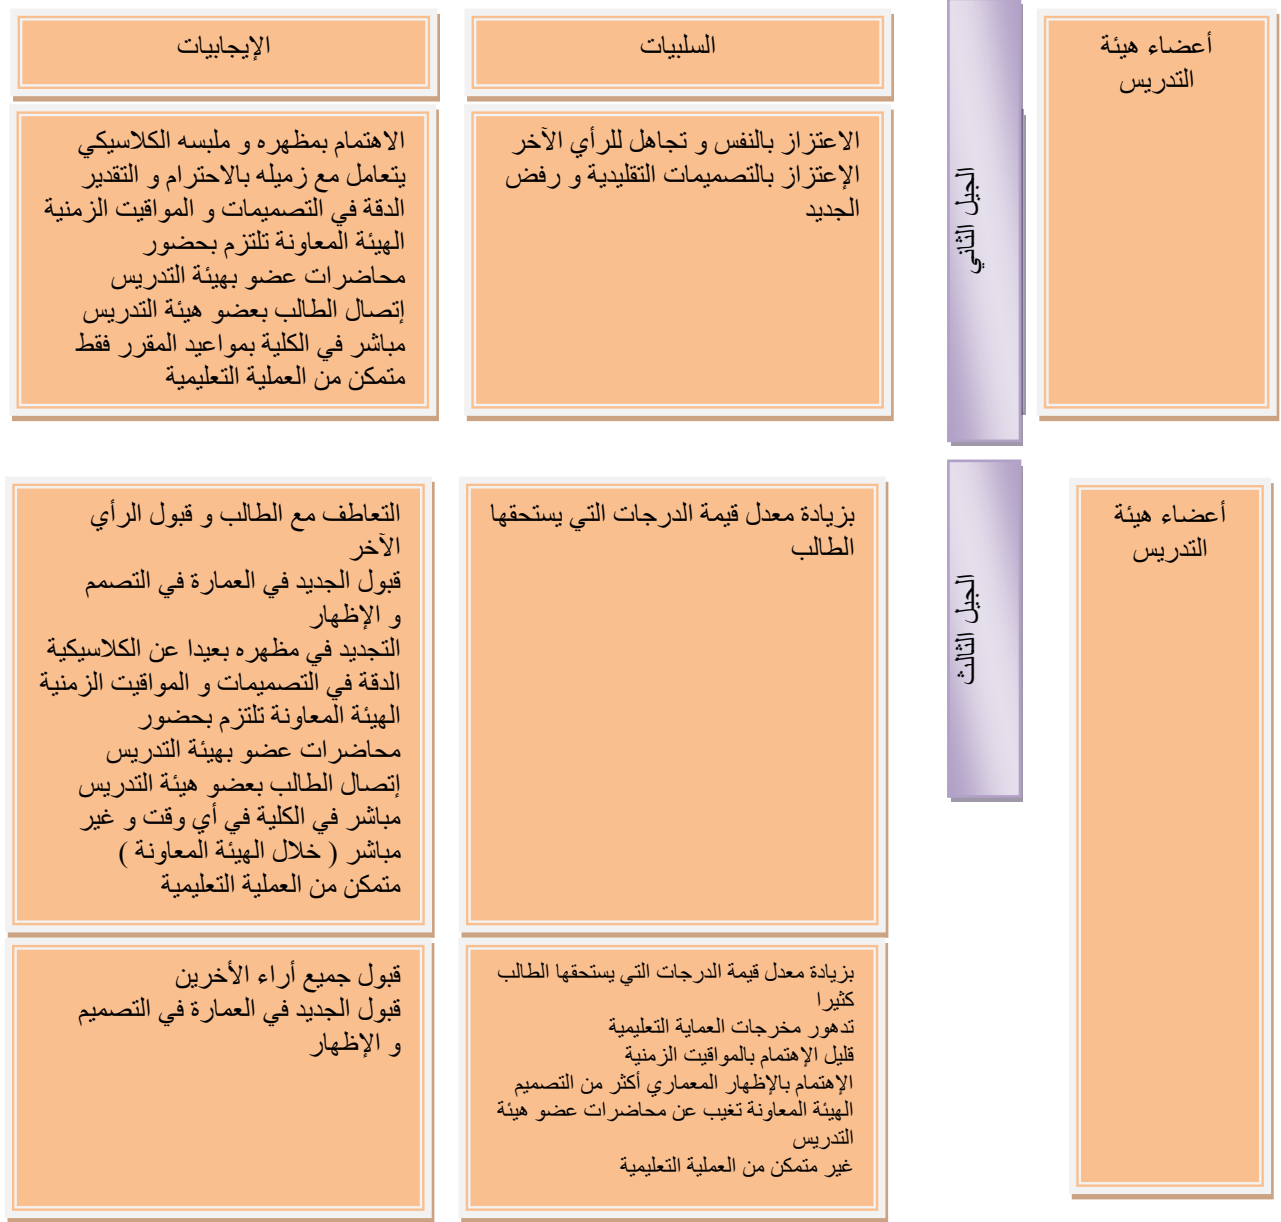 أعضاء هيئة
التدريس
الجيل الثاني
السلبيات
الإيجابيات
الاعتزاز بالنفس و تجاهل للرأي الآخر
الإعتزاز بالتصميمات التقليدية و رفض
الجديد
الاهتمام بمظهره و ملبسه الكلاسيكي
يتعامل مع زميله بالاحترام و التقدير
الدقة في التصميمات و المواقيت الزمنية
الهيئة المعاونة تلتزم بحضور
محاضرات عضو بهيئة التدريس
إتصال الطالب بعضو هيئة التدريس
مباشر في الكلية بمواعيد المقرر فقط
متمكن من العملية التعليمية
أعضاء هيئة
التدريس
الجيل الثالث
بزيادة معدل قيمة الدرجات التي يستحقها
الطالب
التعاطف مع الطالب و قبول الرأي
الآخر
قبول الجديد في العمارة في التصمم
و الإظهار
التجديد في مظهره بعيدا عن الكلاسيكية
الدقة في التصميمات و المواقيت الزمنية
الهيئة المعاونة تلتزم بحضور
محاضرات عضو بهيئة التدريس
إتصال الطالب بعضو هيئة التدريس
مباشر في الكلية في أي وقت و غير
مباشر ( خلال الهيئة المعاونة )
متمكن من العملية التعليمية
بزيادة معدل قيمة الدرجات التي يستحقها الطالب
كثيرا
تدهور مخرجات العماية التعليمية
قليل الإهتمام بالمواقيت الزمنية
الإهتمام بالإظهار المعماري أكثر من التصميم
الهيئة المعاونة تغيب عن محاضرات عضو هيئة
التدريس
غير متمكن من العملية التعليمية
قبول جميع أراء الأخرين
قبول الجديد في العمارة في التصميم
و الإظهار